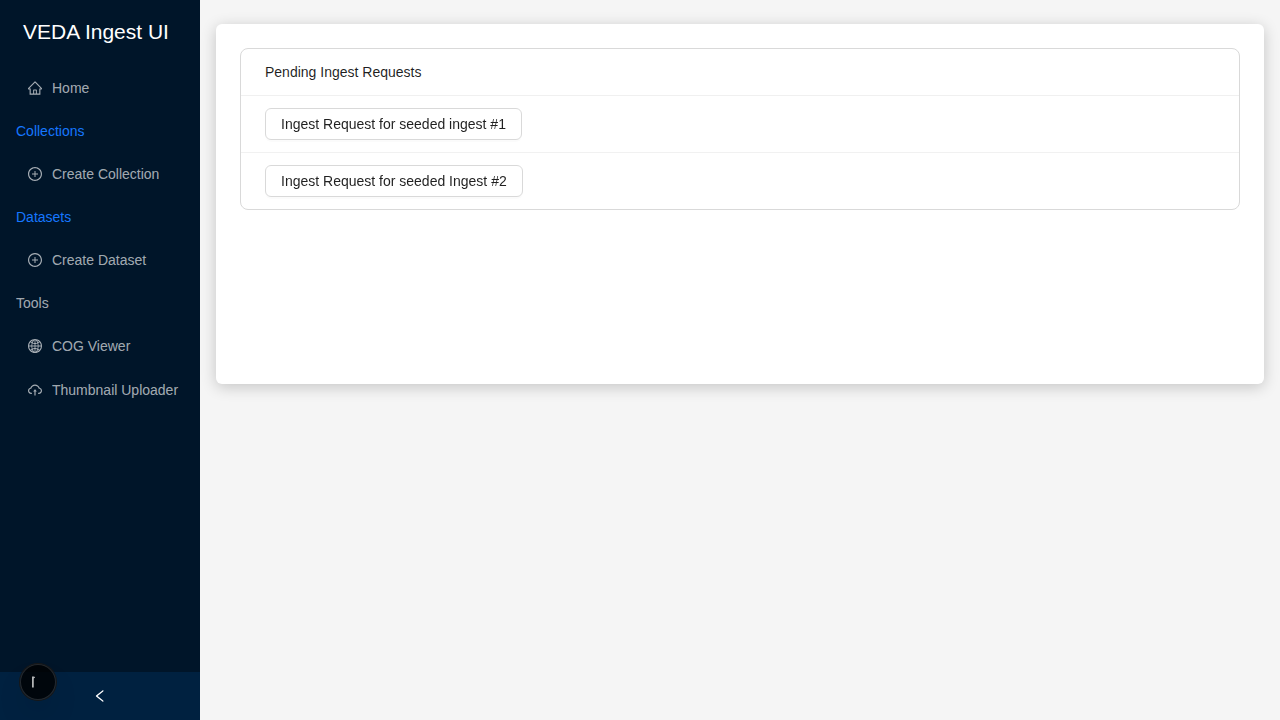 VEDA Ingest UI
Home
Collections
Create Collection
Datasets
Create Dataset
Tools
COG Viewer
Thumbnail Uploader
Pending Ingest Requests
Ingest Request for seeded ingest #1
Ingest Request for seeded Ingest #2